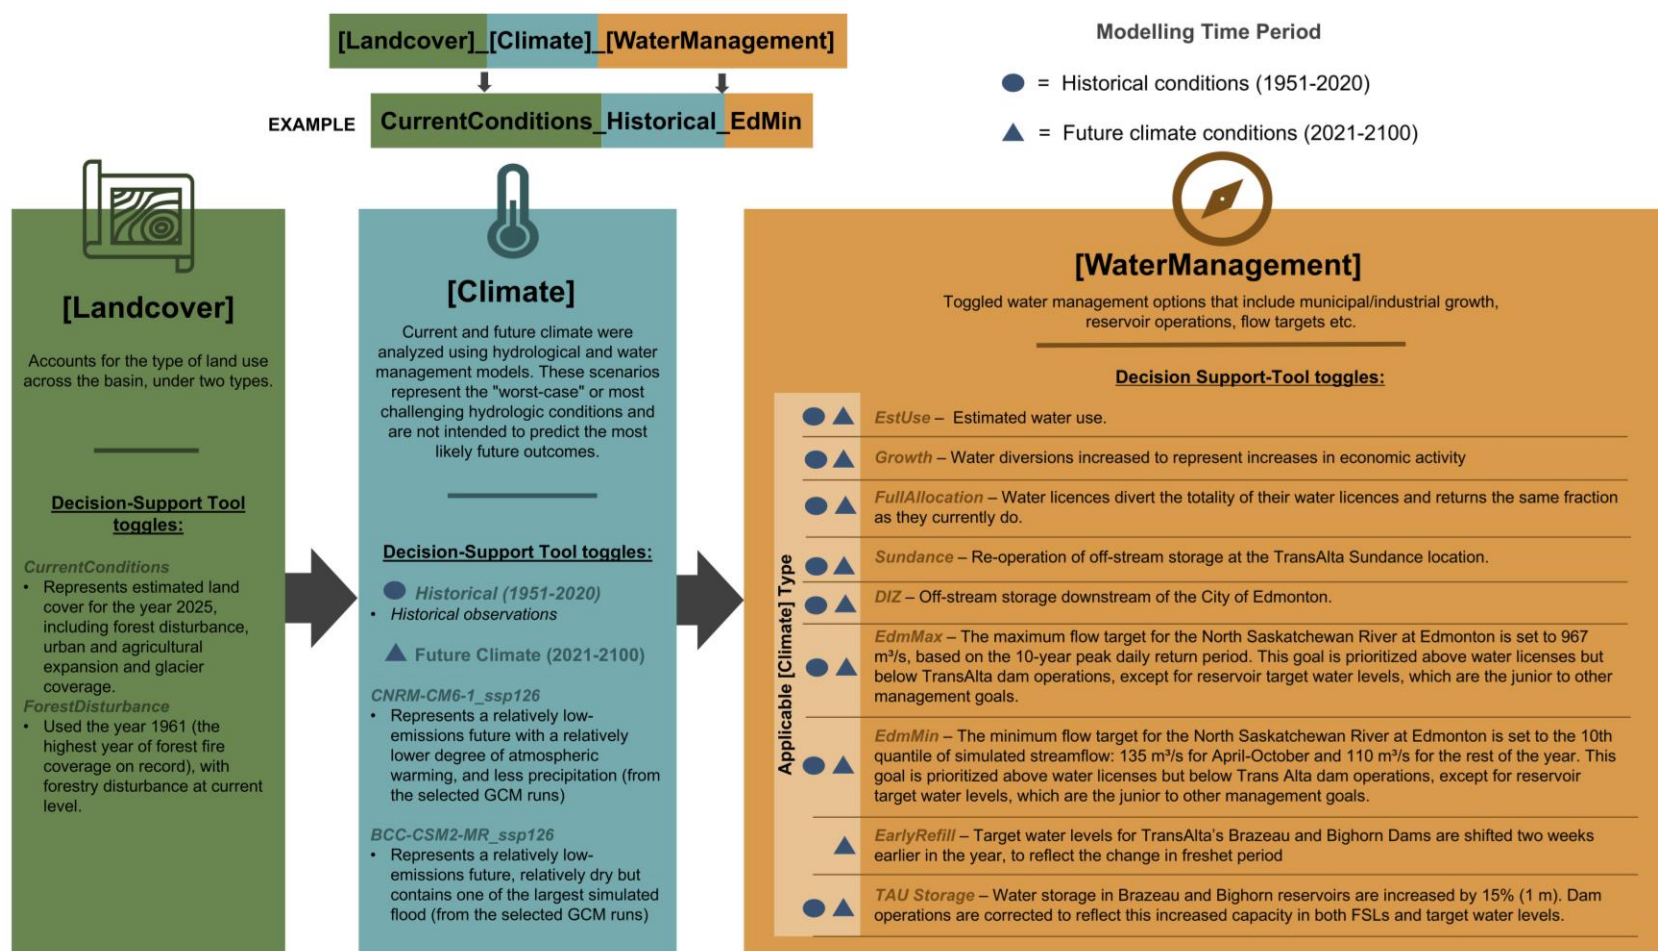 [Landcover]_[Climate]_[WaterManagement]
EXAMPLE
CurrentConditions_Historical_EdMin
Modelling Time Period
= Historical conditions (1951-2020)
= Future climate conditions (2021-2100)
[Landcover]
Accounts for the type of land use
across the basin, under two types.
Decision-Support Tool
toggles:
CurrentConditions
• Represents estimated land
cover for the year 2025,
including forest disturbance,
urban and agricultural
expansion and glacier
coverage.
ForestDisturbance
• Used the year 1961 (the
highest year of forest fire
coverage on record), with
forestry disturbance at current
level.
[Climate]
Current and future climate were
analyzed using hydrological and water
management models. These scenarios
represent the "worst-case" or most
challenging hydrologic conditions and
are not intended to predict the most
likely future outcomes.
Decision-Support Tool toggles:
Historical (1951-2020)
• Historical observations
Future Climate (2021-2100)
CNRM-CM6-1_ssp126
• Represents a relatively low-
emissions future with a relatively
lower degree of atmospheric
warming, and less precipitation (from
the selected GCM runs)
BCC-CSM2-MR_ssp126
• Represents a relatively low-
emissions future, relatively dry but
contains one of the largest simulated
flood (from the selected GCM runs)
[WaterManagement]
Toggled water management options that include municipal/industrial growth,
reservoir operations, flow targets etc.
Decision Support-Tool toggles:
Applicable [Climate] Type
EstUse – Estimated water use.
Growth – Water diversions increased to represent increases in economic activity
FullAllocation – Water licences divert the totality of their water licences and returns the same fraction
as they currently do.
Sundance – Re-operation of off-stream storage at the TransAlta Sundance location.
DIZ – Off-stream storage downstream of the City of Edmonton.
EdmMax – The maximum flow target for the North Saskatchewan River at Edmonton is set to 967
m³/s, based on the 10-year peak daily return period. This goal is prioritized above water licenses but
below TransAlta dam operations, except for reservoir target water levels, which are the junior to other
management goals.
EdmMin – The minimum flow target for the North Saskatchewan River at Edmonton is set to the 10th
quantile of simulated streamflow: 135 m³/s for April-October and 110 m³/s for the rest of the year. This
goal is prioritized above water licenses but below Trans Alta dam operations, except for reservoir
target water levels, which are the junior to other management goals.
EarlyRefill – Target water levels for TransAlta's Brazeau and Bighorn Dams are shifted two weeks
earlier in the year, to reflect the change in freshet period
TAU Storage – Water storage in Brazeau and Bighorn reservoirs are increased by 15% (1 m). Dam
operations are corrected to reflect this increased capacity in both FSLs and target water levels.